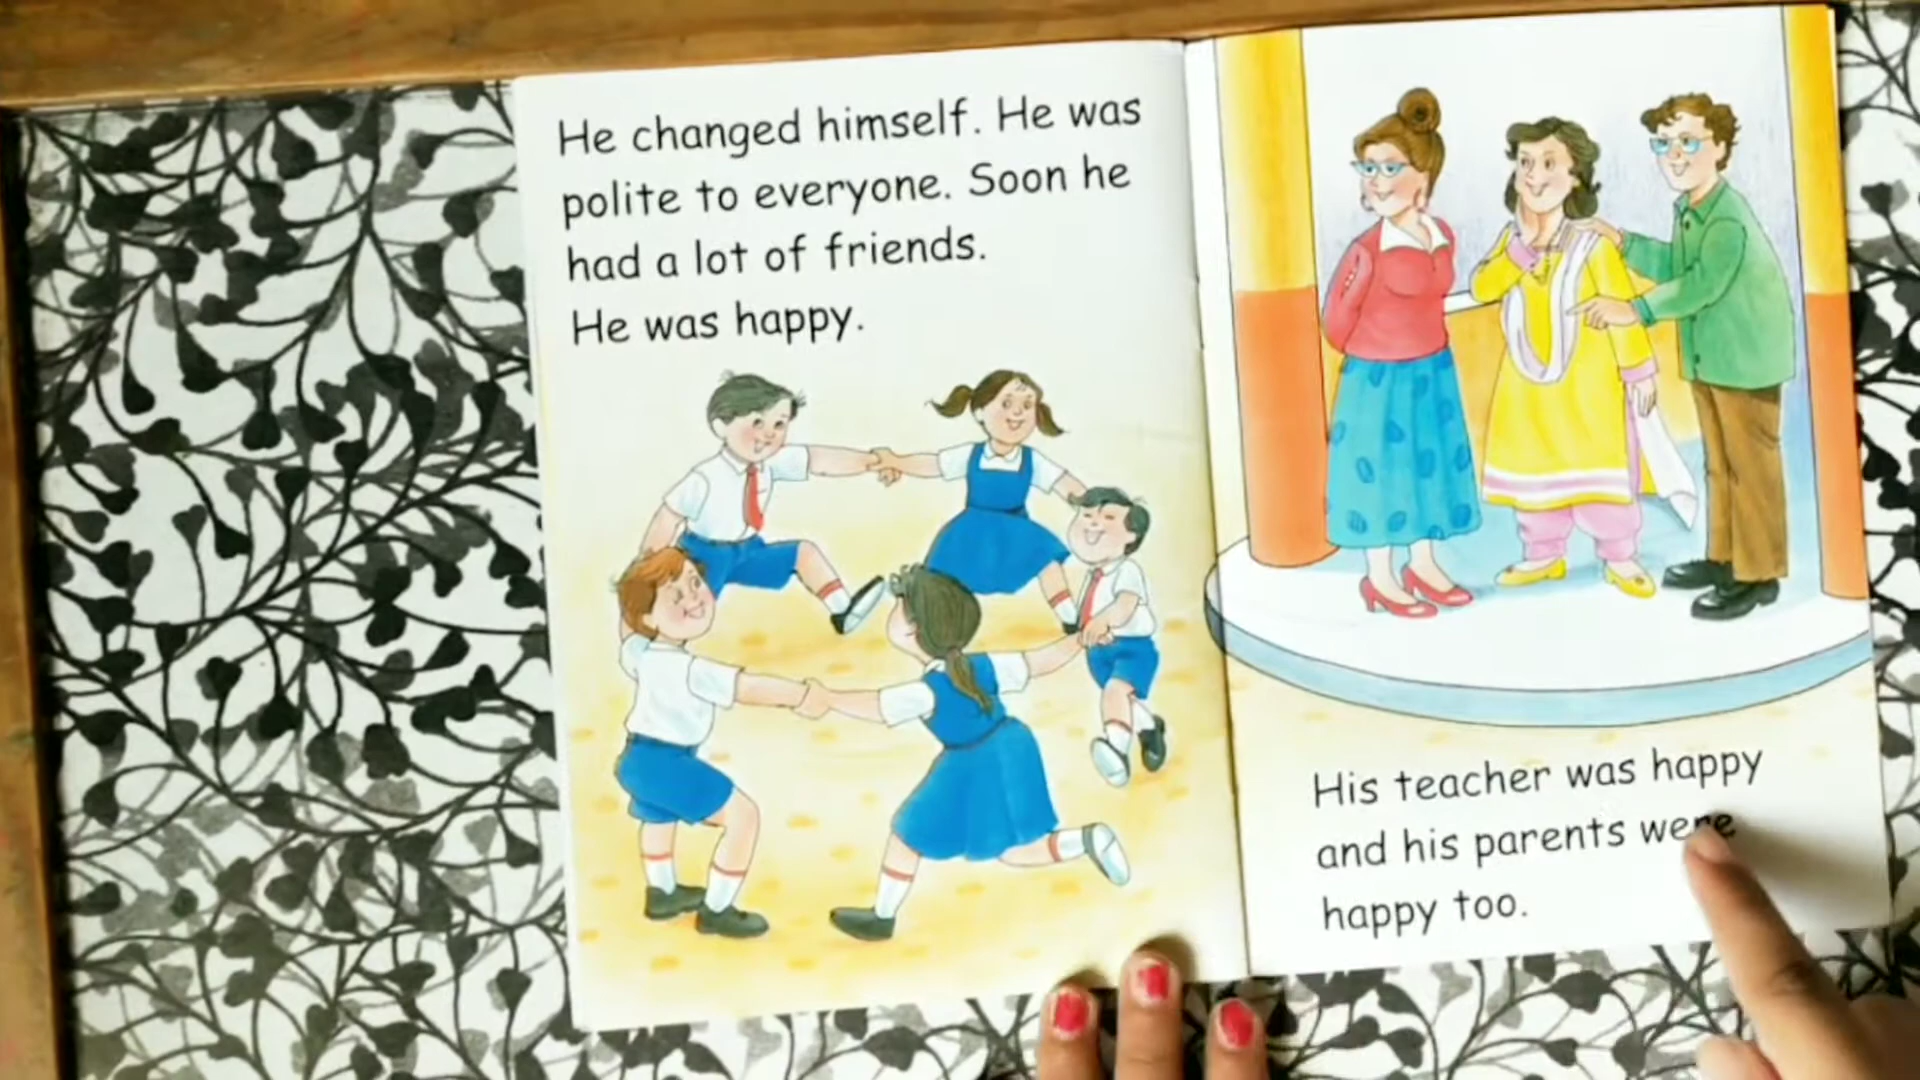 He changed himself. He was
polite to everyone. Soon he
had a lot of friends.
He was happy.
His teacher was happy
and his parents were
happy too.